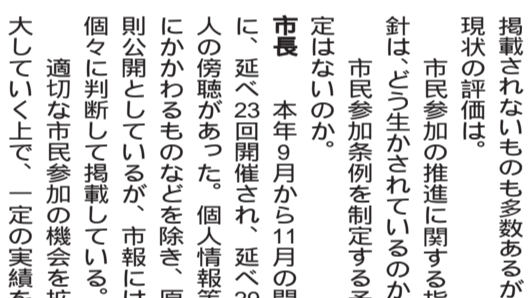 掲載されないものも多数あるが
現状の評価は。
市民参加の推進に関する指
針は、どう生かされているのか
市民参加条例を制定する予
定はないのか。
市長 本年9月から11月の間
に、延べ23回開催され、延べ20
人の傍聴があった。個人情報等
にかかわるものなどを除き、原
則公開としているが、市報には
個々に判断して掲載している。
適切な市民参加の機会を拡
大していく上で、一定の実績を